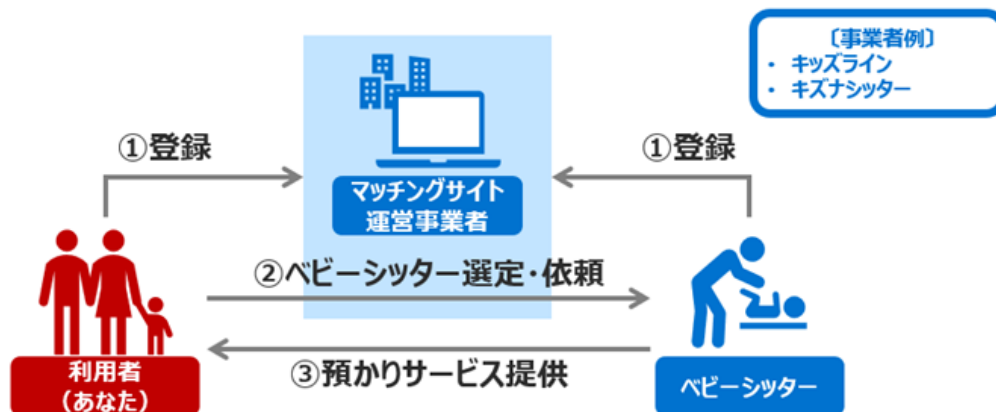 〔事業者例〕
・ キッズライン
・ キズナシッター
①登録
①登録
マッチングサイト
運営事業者
②ベビーシッター選定・依頼
③預かりサービス提供
利用者
(あなた)
ベビーシッター